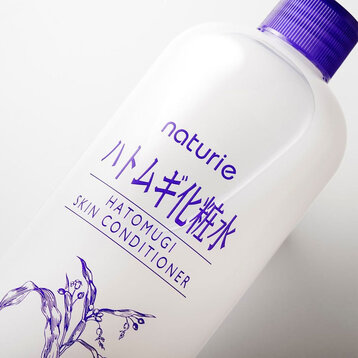 naturie
ハトムギ化粧水
HATOMUGI
SKIN CONDITIONER